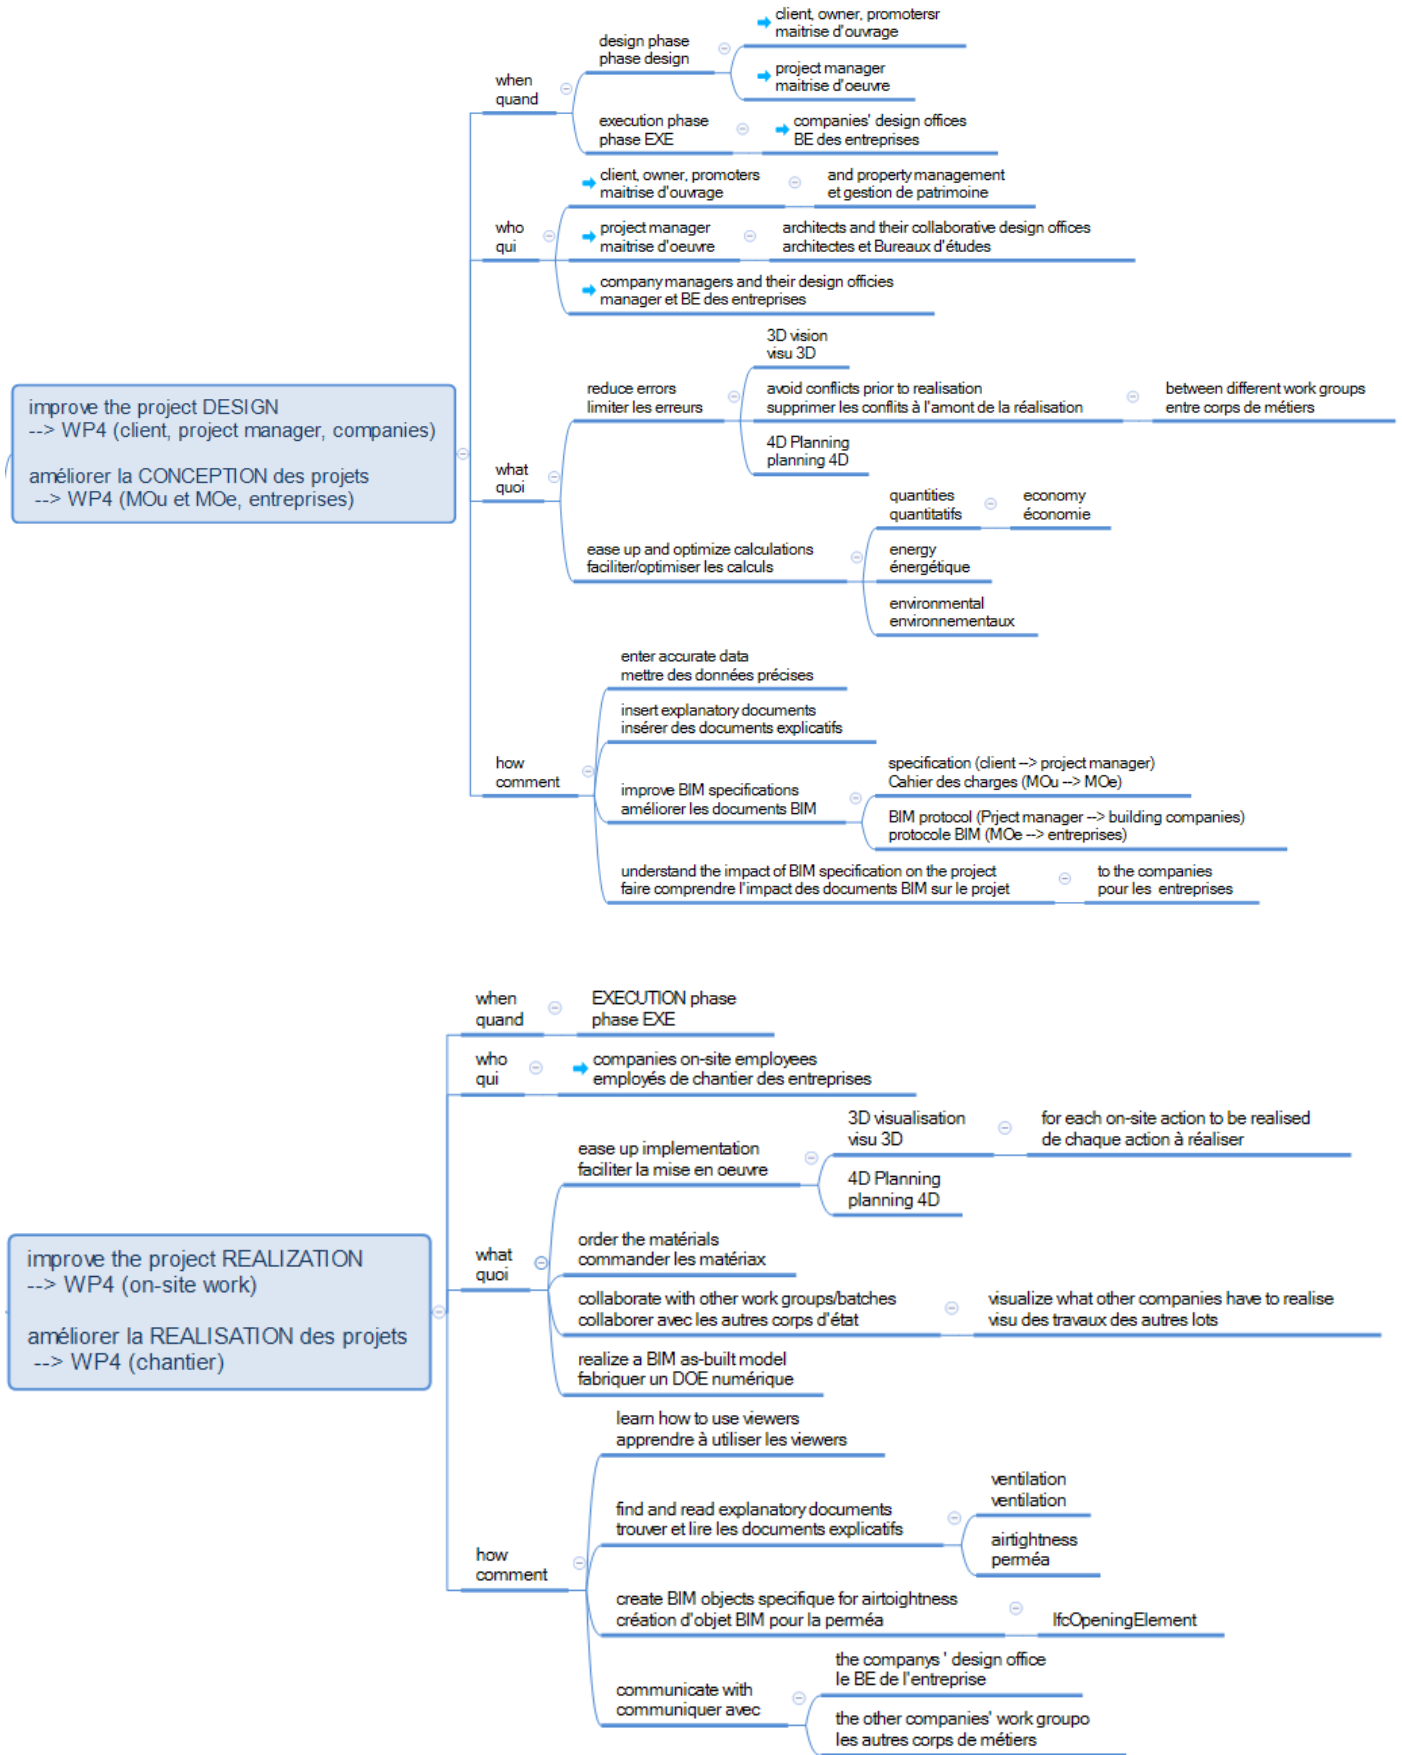 improve the project DESIGN
--> WP4 (client, project manager, companies)
améliorer la CONCEPTION des projets
--> WP4 (MOu et MOe, entreprises)
when
quand
design phase
phase design
client, owner, promotersr
maitrise d'ouvrage
project manager
maitrise d'oeuvre
execution phase
phase EXE
companies' design offices
BE des entreprises
who
qui
client, owner, promoters
maitrise d'ouvrage
and property management
et gestion de patrimoine
project manager
maitrise d'oeuvre
architects and their collaborative design offices
architectes et Bureaux d'études
company managers and their design officies
manager et BE des entreprises
what
quoi
reduce errors
limiter les erreurs
3D vision
visu 3D
avoid conflicts prior to realisation
supprimer les conflits à l'amont de la réalisation
between different work groups
entre corps de métiers
4D Planning
planning 4D
ease up and optimize calculations
faciliter/optimiser les calculs
quantities
quantitatifs
economy
économie
energy
énergétique
environmental
environnementaux
how
comment
enter accurate data
mettre des données précises
insert explanatory documents
insérer des documents explicatifs
improve BIM specifications
améliorer les documents BIM
specification (client --> project manager)
Cahier des charges (MOu --> MOe)
BIM protocol (Prject manager --> building companies)
protocole BIM (MOe --> entreprises)
understand the impact of BIM specification on the project
faire comprendre l'impact des documents BIM sur le projet
to the companies
pour les entreprises
improve the project REALIZATION
--> WP4 (on-site work)
améliorer la REALISATION des projets
--> WP4 (chantier)
when
quand
EXECUTION phase
phase EXE
who
qui
companies on-site employees
employés de chantier des entreprises
what
quoi
ease up implementation
faciliter la mise en oeuvre
3D visualisation
visu 3D
for each on-site action to be realised
de chaque action à réaliser
4D Planning
planning 4D
order the matérials
commander les matériax
collaborate with other work groups/batches
collaborer avec les autres corps d'état
visualize what other companies have to realise
visu des travaux des autres lots
realize a BIM as-built model
fabriquer un DOE numérique
how
comment
learn how to use viewers
apprendre à utiliser les viewers
find and read explanatory documents
trouver et lire les documents explicatifs
ventilation
ventilation
airtighness
perméa
create BIM objects specifique for airtoightness
création d'objet BIM pour la perméa
IfcOpeningElement
communicate with
communiquer avec
the companys ' design office
le BE de l'entreprise
the other companies' work groupo
les autres corps de métiers